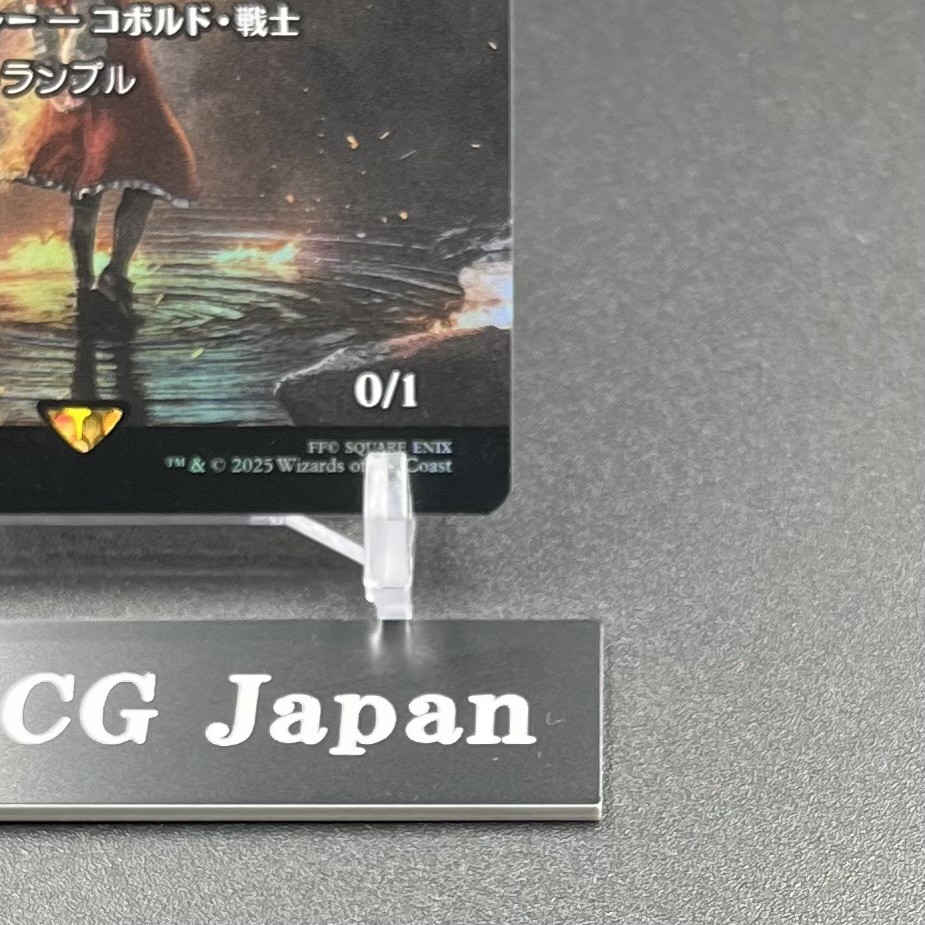 ー — コボルド・戦士
ランプル
0/1
FF© SQUARE ENIX
™ & © 2025 Wizards of Coast
CG Japan